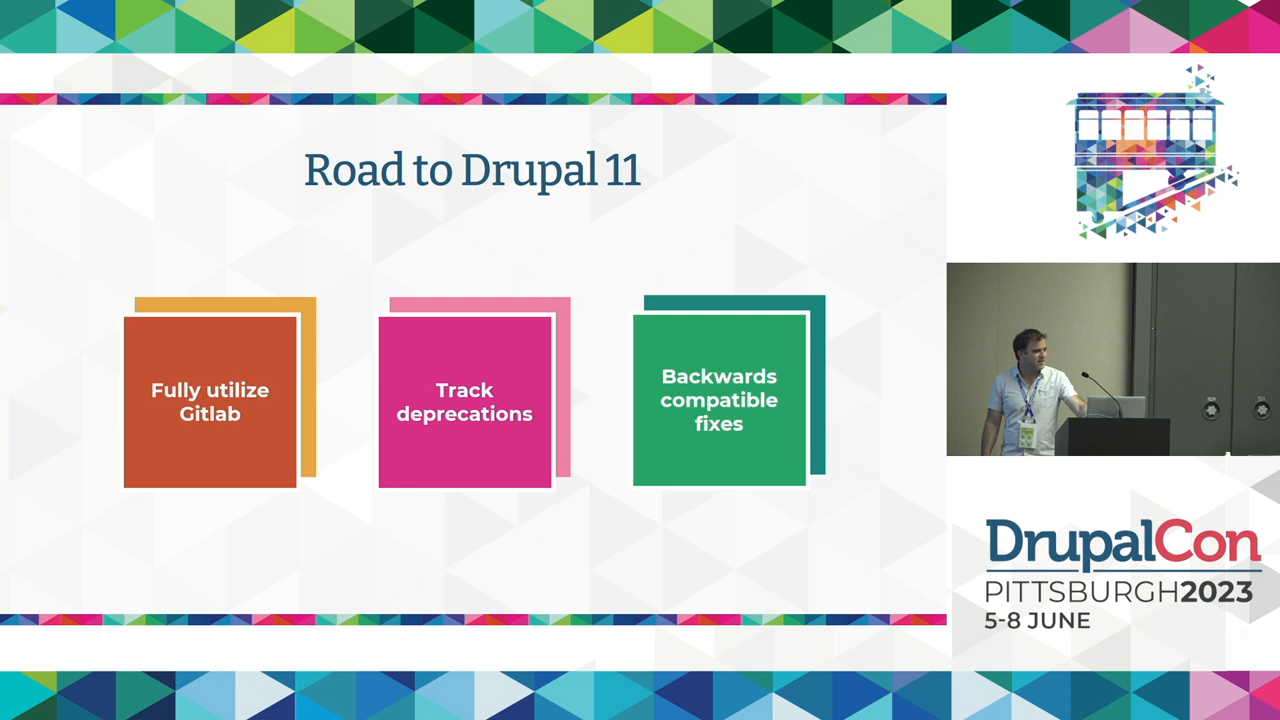 Road to Drupal 11
Fully utilize
Gitlab
Track
deprecations
Backwards
compatible
fixes
DrupalCon
PITTSBURGH2023
5-8 JUNE